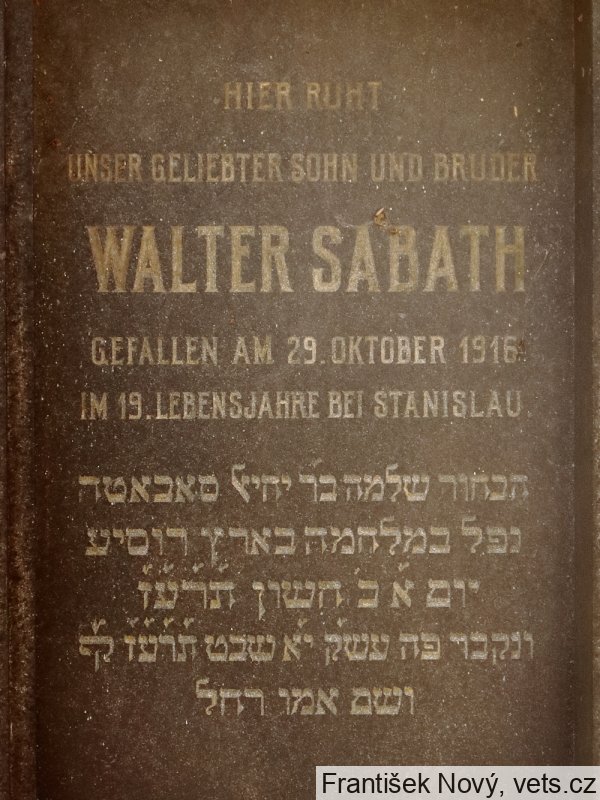 HIER RUHT
UNSER GELIEBTER SOHN UND BRUDER
WALTER SABATH
GEFALLEN AM 29. OKTOBER 1916
IM 19. LEBENSJAHRE BEI STANISLAU.
הבחור שלמה בר יחיאל סאבאטה
נפל במלחמה בארץ רוסיע
יום א' ב' חשון תרע"ז
ונקבר פה עשק י"א שבט תרע"ז לק
ושם אמו רחל
František Nový, vets.cz